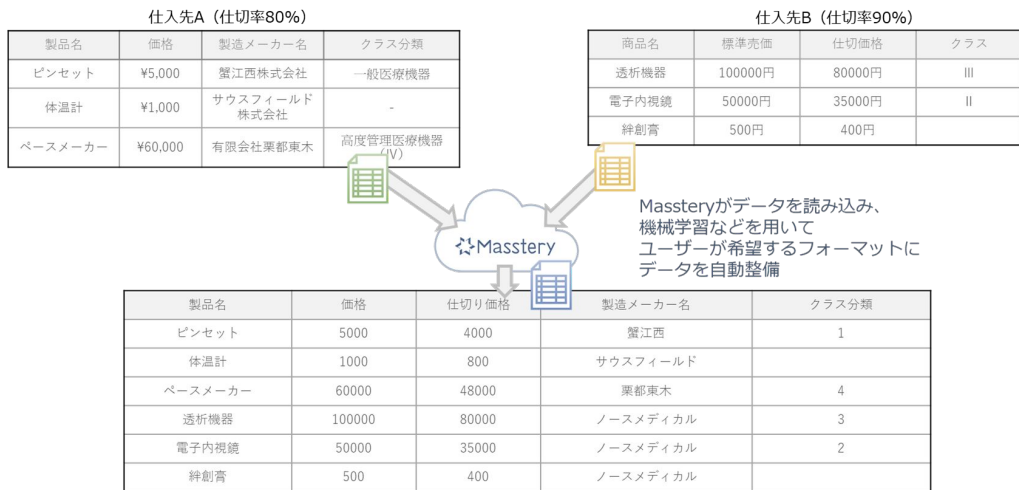 仕入先A（仕切率80%）
製品名 価格 製造メーカー名 クラス分類
ピンセット ¥5,000 蟹江西株式会社 一般医療機器
体温計 ¥1,000 サウスフィールド
株式会社 -
ペースメーカー ¥60,000 有限会社栗都東木 高度管理医療機器
（Ⅳ）
仕入先B（仕切率90%）
商品名 標準売価 仕切価格 クラス
透析機器 100000円 80000円 Ⅲ
電子内視鏡 50000円 35000円 Ⅱ
絆創膏 500円 400円
Massteryがデータを読み込み、
機械学習などを用いて
ユーザーが希望するフォーマットに
データを自動整備
Masstery
製品名 価格 仕切り価格 製造メーカー名 クラス分類
ピンセット 5000 4000 蟹江西 1
体温計 1000 800 サウスフィールド
ペースメーカー 60000 48000 栗都東木 4
透析機器 100000 80000 ノースメディカル 3
電子内視鏡 50000 35000 ノースメディカル 2
絆創膏 500 400 ノースメディカル